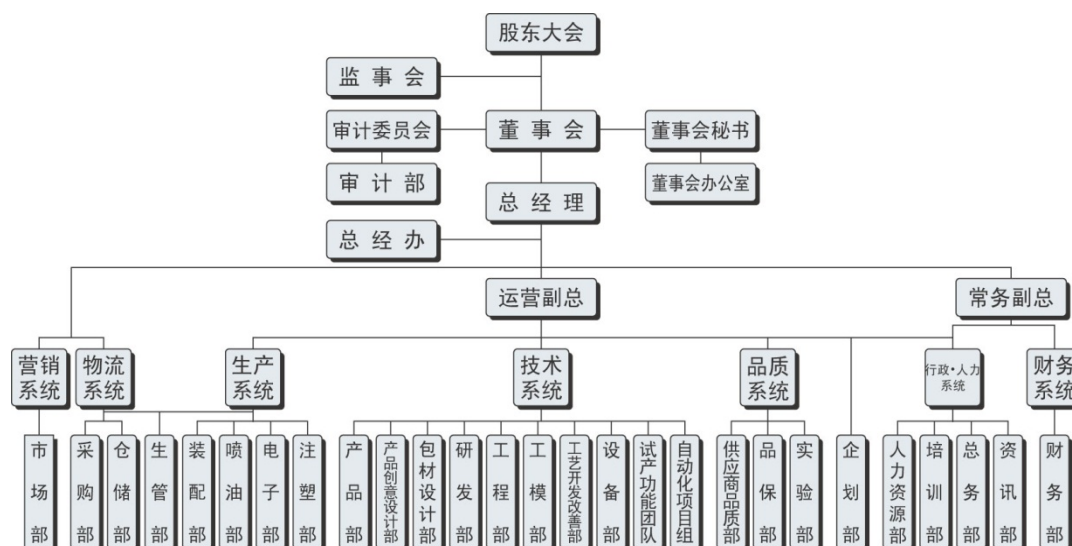 股东大会
监事会
审计委员会
董事会
董事会秘书
审计部
董事会办公室
总经理
总经办
运营副总
常务副总
营销
系统
物流
系统
生产
系统
技术
系统
品质
系统
行政·人力
系统
财务
系统
市场部
采购部
仓储部
生管部
装配部
喷油部
电子部
注塑部
产品部
产品创意设计部
包材设计部
研发部
工程部
工模部
工艺开发改善部
设备部
试产功能团队
自动化项目组
供应商品质部
品保部
实验部
企划部
人力资源部
培训部
总务部
资讯部
财务部